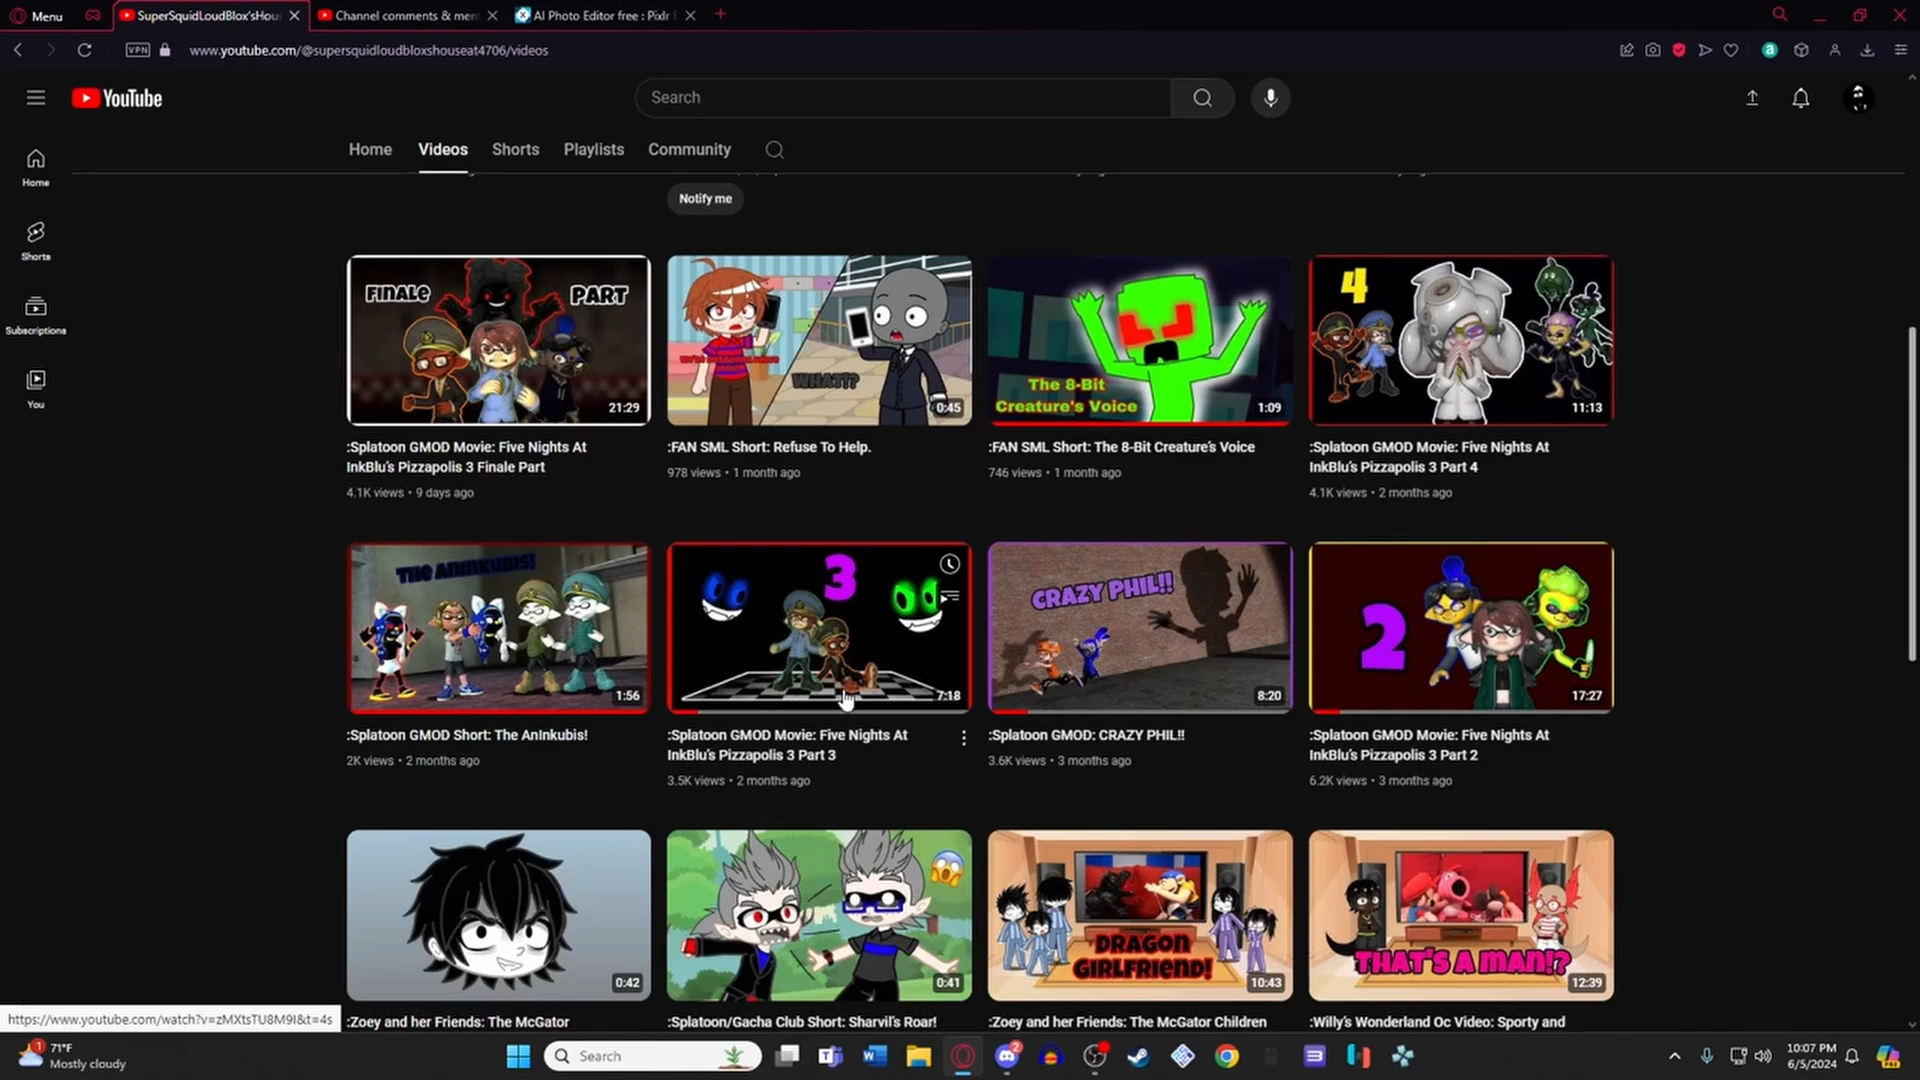 Menu
SuperSquidLoudBlox'sHous
Channel comments & men
AI Photo Editor free : Pixlr E
VPN
www.youtube.com/@supersquidloudbloxshouseat4706/videos
YouTube
Search
Home
Videos
Shorts
Playlists
Community
Home
Shorts
Subscriptions
You
Notify me
FINALE
PART
21:29
WHAT!?
0:45
The 8-Bit
Creature's Voice
1:09
4
11:13
:Splatoon GMOD Movie: Five Nights At
InkBlu's Pizzapolis 3 Finale Part
4.1K views • 9 days ago
:FAN SML Short: Refuse To Help.
978 views • 1 month ago
:FAN SML Short: The 8-Bit Creature's Voice
746 views • 1 month ago
:Splatoon GMOD Movie: Five Nights At
InkBlu's Pizzapolis 3 Part 4
4.1K views • 2 months ago
THE ANINKUBIS!
1:56
3
7:18
CRAZY PHIL!!
8:20
2
17:27
:Splatoon GMOD Short: The AnInkubis!
2K views • 2 months ago
:Splatoon GMOD Movie: Five Nights At
InkBlu's Pizzapolis 3 Part 3
3.5K views • 2 months ago
:Splatoon GMOD: CRAZY PHIL!!
3.6K views • 3 months ago
:Splatoon GMOD Movie: Five Nights At
InkBlu's Pizzapolis 3 Part 2
6.2K views • 3 months ago
0:42
0:41
DRAGON
GIRLFRIEND!
10:43
THAT'S A MAN!?
12:39
:Zoey and her Friends: The McGator
:Splatoon/Gacha Club Short: Sharvil's Roar!
:Zoey and her Friends: The McGator Children
:Willy's Wonderland Oc Video: Sporty and
https://www.youtube.com/watch?v=zMXtsTU8M9I&t=4s
1
71°F
Mostly cloudy
Search
2
10:07 PM
6/5/2024